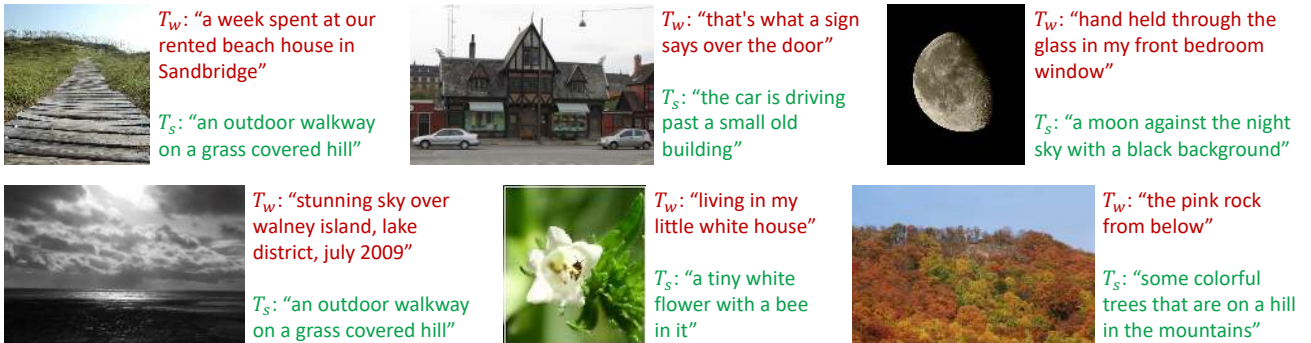 T_w: “a week spent at our
rented beach house in
Sandbridge”
T_s: “an outdoor walkway
on a grass covered hill”
T_w: “that's what a sign
says over the door”
T_s: “the car is driving
past a small old
building”
T_w: “hand held through the
glass in my front bedroom
window”
T_s: “a moon against the night
sky with a black background”
T_w: “stunning sky over
walney island, lake
district, july 2009”
T_s: “an outdoor walkway
on a grass covered hill”
T_w: “living in my
little white house”
T_s: “a tiny white
flower with a bee
in it”
T_w: “the pink rock
from below”
T_s: “some colorful
trees that are on a hill
in the mountains”